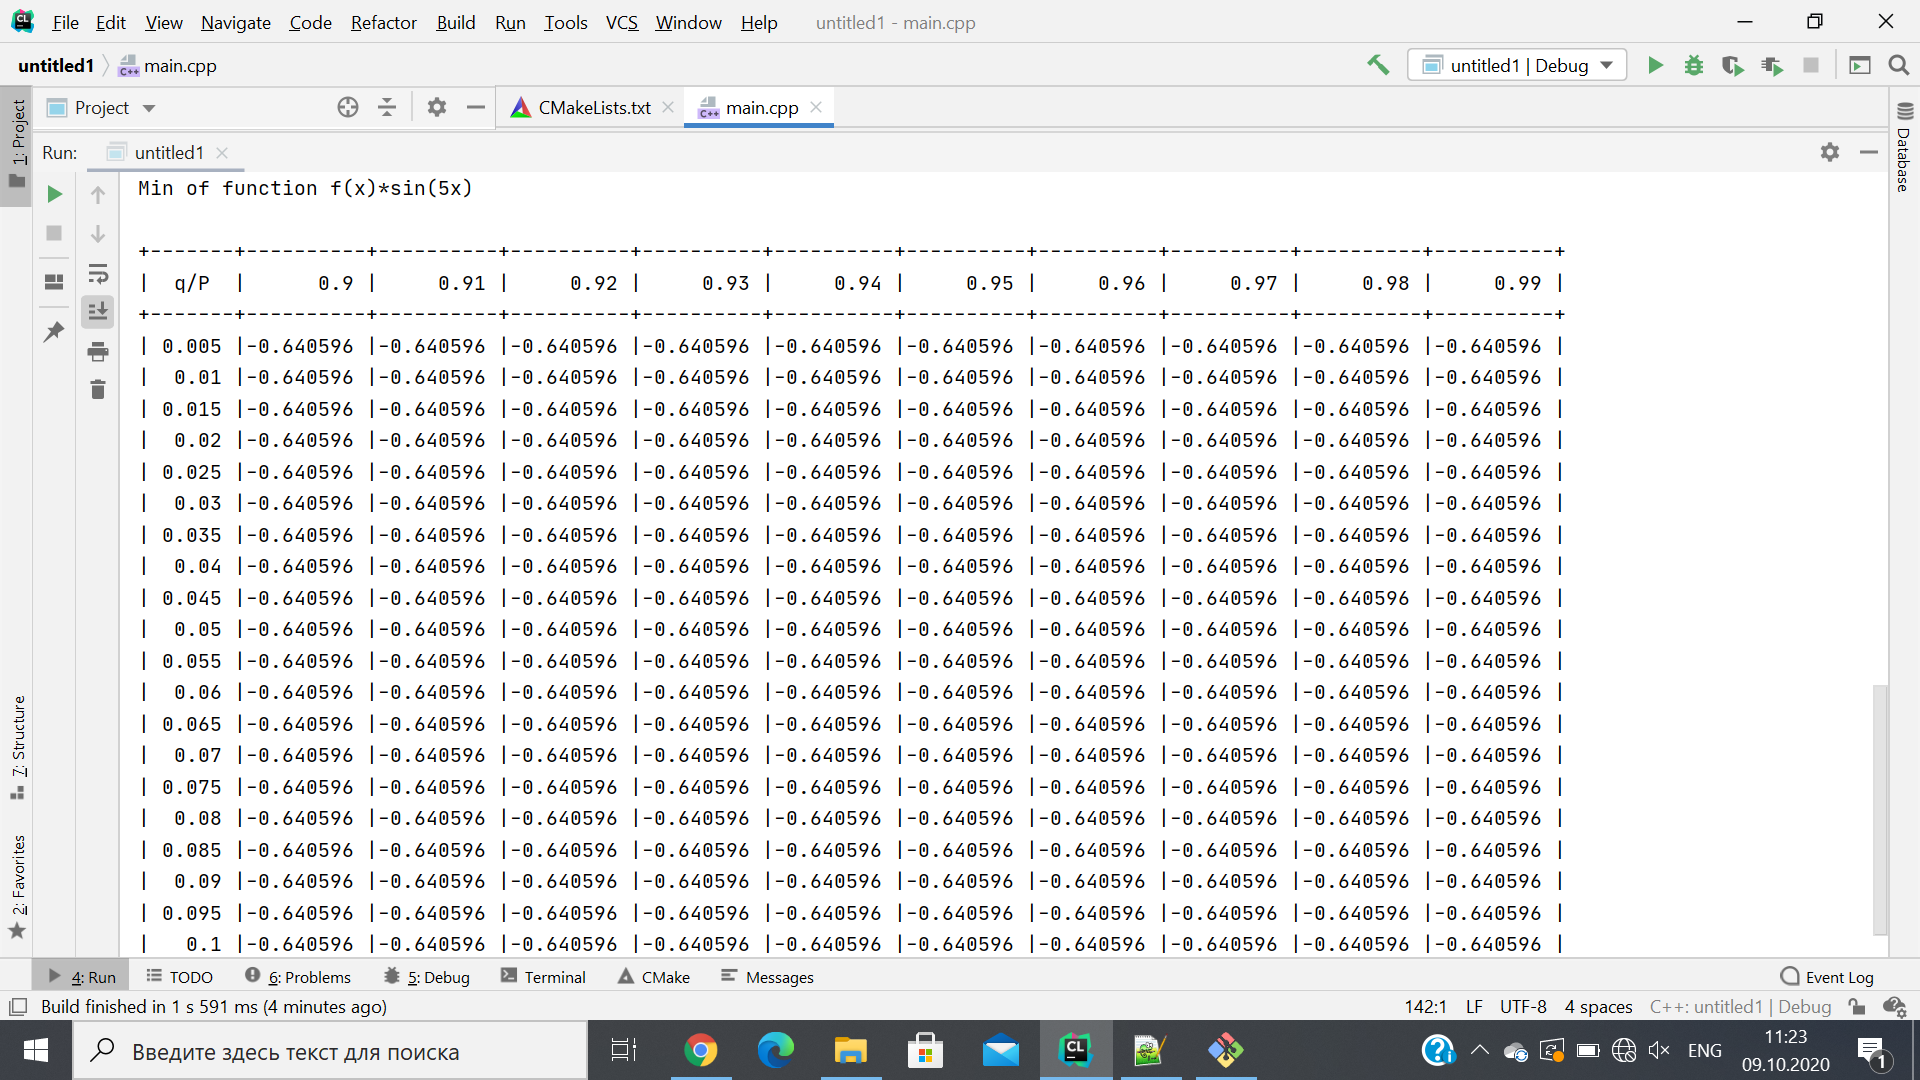 File Edit View Navigate Code Refactor Build Run Tools VCS Window Help untitled1 - main.cpp
untitled1 main.cpp untitled1 | Debug
Project CMakeLists.txt main.cpp
1: Project
Database
Run: untitled1
Min of function f(x)*sin(5x)
+-------+----------+----------+----------+----------+----------+----------+----------+----------+----------+----------+
| q/P | 0.9 | 0.91 | 0.92 | 0.93 | 0.94 | 0.95 | 0.96 | 0.97 | 0.98 | 0.99 |
+-------+----------+----------+----------+----------+----------+----------+----------+----------+----------+----------+
| 0.005 |-0.640596 |-0.640596 |-0.640596 |-0.640596 |-0.640596 |-0.640596 |-0.640596 |-0.640596 |-0.640596 |-0.640596 |
| 0.01 |-0.640596 |-0.640596 |-0.640596 |-0.640596 |-0.640596 |-0.640596 |-0.640596 |-0.640596 |-0.640596 |-0.640596 |
| 0.015 |-0.640596 |-0.640596 |-0.640596 |-0.640596 |-0.640596 |-0.640596 |-0.640596 |-0.640596 |-0.640596 |-0.640596 |
| 0.02 |-0.640596 |-0.640596 |-0.640596 |-0.640596 |-0.640596 |-0.640596 |-0.640596 |-0.640596 |-0.640596 |-0.640596 |
| 0.025 |-0.640596 |-0.640596 |-0.640596 |-0.640596 |-0.640596 |-0.640596 |-0.640596 |-0.640596 |-0.640596 |-0.640596 |
| 0.03 |-0.640596 |-0.640596 |-0.640596 |-0.640596 |-0.640596 |-0.640596 |-0.640596 |-0.640596 |-0.640596 |-0.640596 |
| 0.035 |-0.640596 |-0.640596 |-0.640596 |-0.640596 |-0.640596 |-0.640596 |-0.640596 |-0.640596 |-0.640596 |-0.640596 |
| 0.04 |-0.640596 |-0.640596 |-0.640596 |-0.640596 |-0.640596 |-0.640596 |-0.640596 |-0.640596 |-0.640596 |-0.640596 |
| 0.045 |-0.640596 |-0.640596 |-0.640596 |-0.640596 |-0.640596 |-0.640596 |-0.640596 |-0.640596 |-0.640596 |-0.640596 |
| 0.05 |-0.640596 |-0.640596 |-0.640596 |-0.640596 |-0.640596 |-0.640596 |-0.640596 |-0.640596 |-0.640596 |-0.640596 |
| 0.055 |-0.640596 |-0.640596 |-0.640596 |-0.640596 |-0.640596 |-0.640596 |-0.640596 |-0.640596 |-0.640596 |-0.640596 |
| 0.06 |-0.640596 |-0.640596 |-0.640596 |-0.640596 |-0.640596 |-0.640596 |-0.640596 |-0.640596 |-0.640596 |-0.640596 |
| 0.065 |-0.640596 |-0.640596 |-0.640596 |-0.640596 |-0.640596 |-0.640596 |-0.640596 |-0.640596 |-0.640596 |-0.640596 |
| 0.07 |-0.640596 |-0.640596 |-0.640596 |-0.640596 |-0.640596 |-0.640596 |-0.640596 |-0.640596 |-0.640596 |-0.640596 |
| 0.075 |-0.640596 |-0.640596 |-0.640596 |-0.640596 |-0.640596 |-0.640596 |-0.640596 |-0.640596 |-0.640596 |-0.640596 |
| 0.08 |-0.640596 |-0.640596 |-0.640596 |-0.640596 |-0.640596 |-0.640596 |-0.640596 |-0.640596 |-0.640596 |-0.640596 |
| 0.085 |-0.640596 |-0.640596 |-0.640596 |-0.640596 |-0.640596 |-0.640596 |-0.640596 |-0.640596 |-0.640596 |-0.640596 |
| 0.09 |-0.640596 |-0.640596 |-0.640596 |-0.640596 |-0.640596 |-0.640596 |-0.640596 |-0.640596 |-0.640596 |-0.640596 |
| 0.095 |-0.640596 |-0.640596 |-0.640596 |-0.640596 |-0.640596 |-0.640596 |-0.640596 |-0.640596 |-0.640596 |-0.640596 |
| 0.1 |-0.640596 |-0.640596 |-0.640596 |-0.640596 |-0.640596 |-0.640596 |-0.640596 |-0.640596 |-0.640596 |-0.640596 |
7: Structure
2: Favorites
4: Run TODO 6: Problems 5: Debug Terminal CMake Messages Event Log
Build finished in 1 s 591 ms (4 minutes ago) 142:1 LF UTF-8 4 spaces C++: untitled1 | Debug
Введите здесь текст для поиска
ENG
11:23
09.10.2020
1